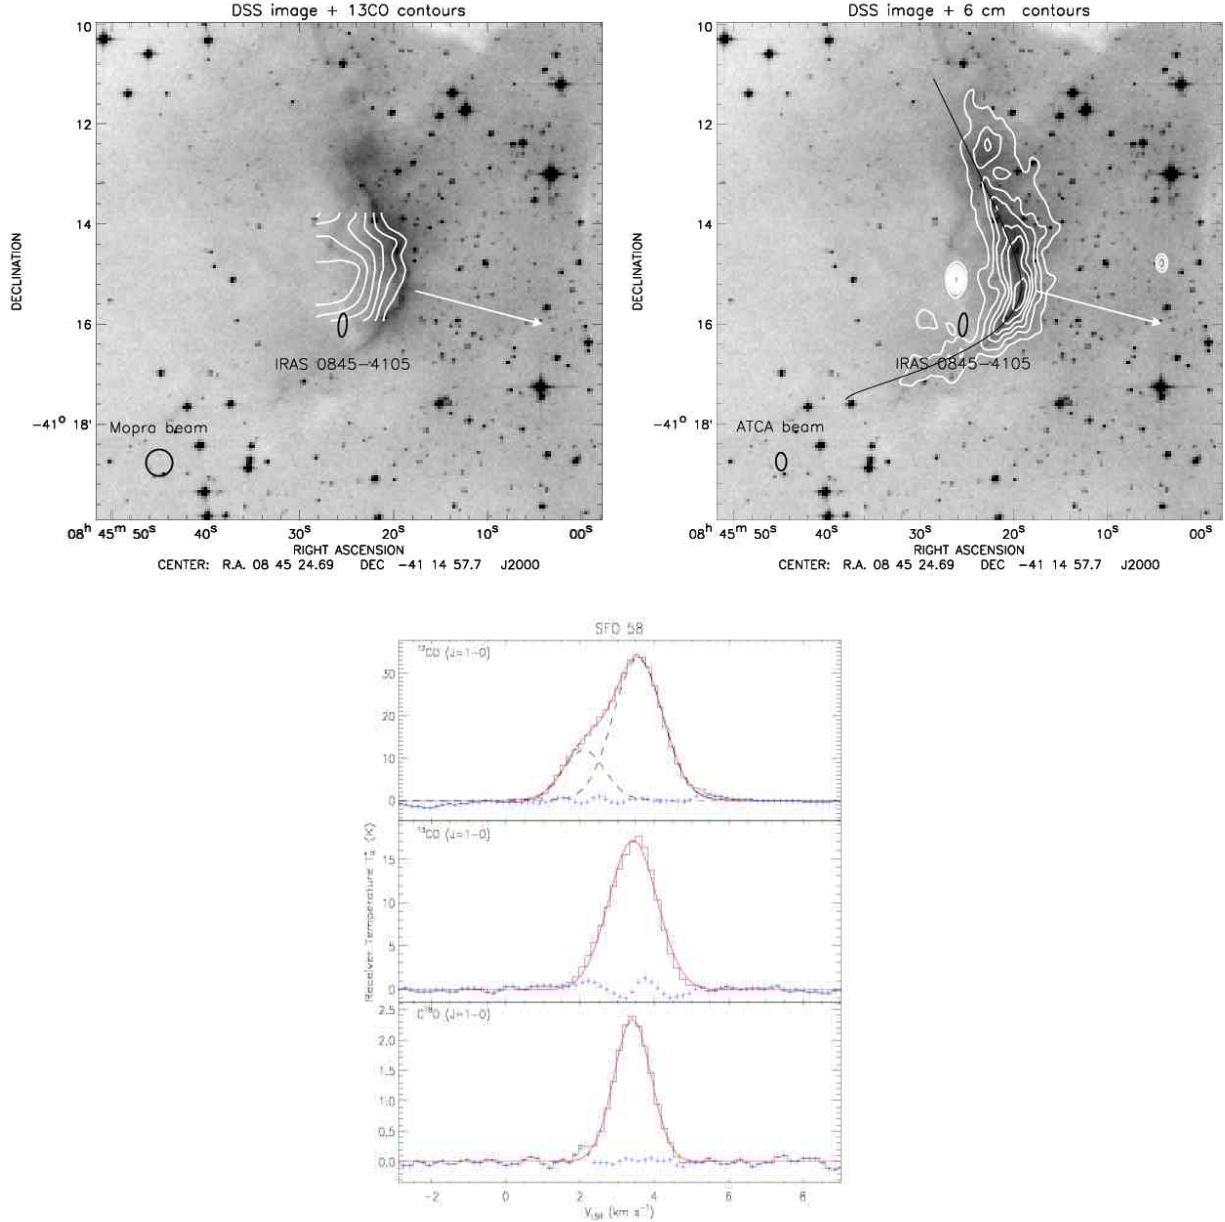 DSS image + 13CO contours
10
12
14
16
−41° 18'
DECLINATION
IRAS 0845−4105
Mopra beam
08h 45m 50s 40s 30s 20s 10s 00s
RIGHT ASCENSION
CENTER: R.A. 08 45 24.69 DEC −41 14 57.7 J2000
DSS image + 6 cm contours
10
12
14
16
−41° 18'
DECLINATION
IRAS 0845−4105
ATCA beam
08h 45m 50s 40s 30s 20s 10s 00s
RIGHT ASCENSION
CENTER: R.A. 08 45 24.69 DEC −41 14 57.7 J2000
SFO 58
(J=1−0)
30
20
10
0
(J=1−0)
15
10
5
0
Receiver Temperature (K)
C18O (J=1−0)
2.5
2.0
1.5
1.0
0.5
0.0
−2 0 2 4 6 8
(km s−1)